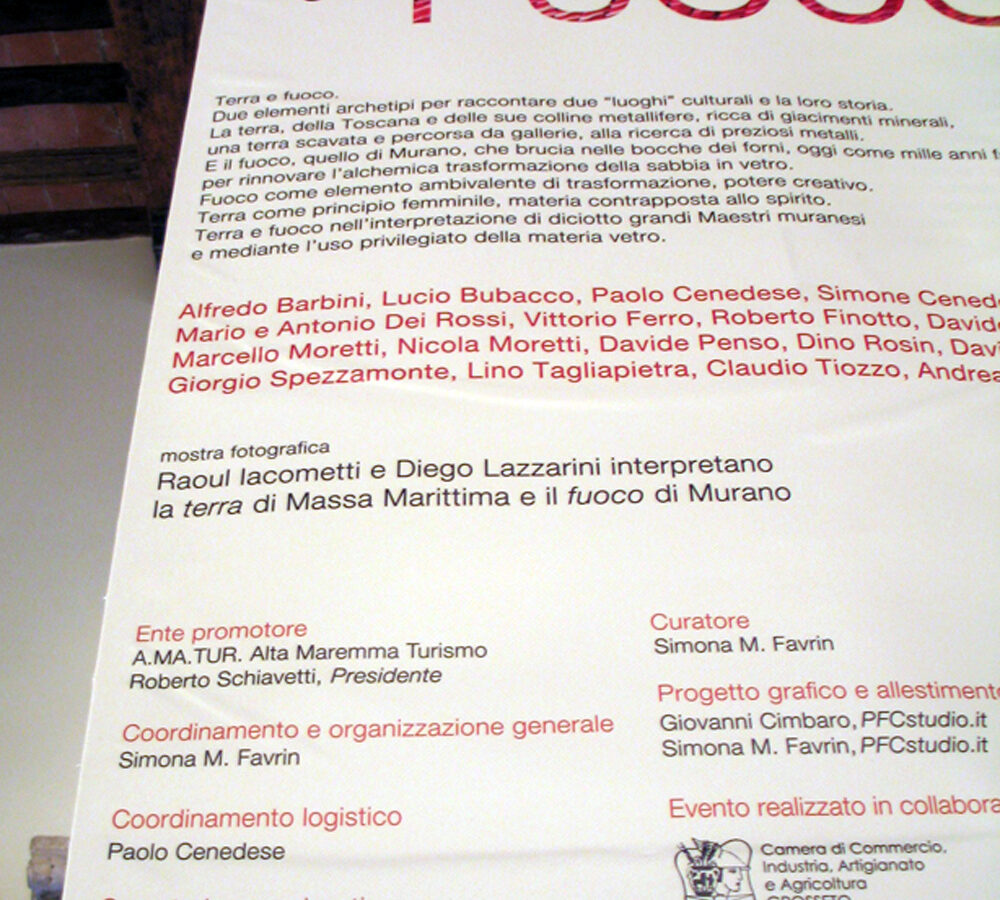 Fuoco
Terra e fuoco.
Due elementi archetipi per raccontare due "luoghi" culturali e la loro storia.
La terra, della Toscana e delle sue colline metallifere, ricca di giacimenti minerali,
una terra scavata e percorsa da gallerie, alla ricerca di preziosi metalli.
E il fuoco, quello di Murano, che brucia nelle bocche dei forni, oggi come mille anni f
per rinnovare l'alchemica trasformazione della sabbia in vetro.
Fuoco come elemento ambivalente di trasformazione, potere creativo.
Terra come principio femminile, materia contrapposta allo spirito.
Terra e fuoco nell'interpretazione di diciotto grandi Maestri muranesi
e mediante l'uso privilegiato della materia vetro.
Alfredo Barbini, Lucio Bubacco, Paolo Cenedese, Simone Cened
Mario e Antonio Dei Rossi, Vittorio Ferro, Roberto Finotto, Davide
Marcello Moretti, Nicola Moretti, Davide Penso, Dino Rosin, Davi
Giorgio Spezzamonte, Lino Tagliapietra, Claudio Tiozzo, Andrea
mostra fotografica
Raoul Iacometti e Diego Lazzarini interpretano
la terra di Massa Marittima e il fuoco di Murano
Ente promotore
A.MA.TUR. Alta Maremma Turismo
Roberto Schiavetti, Presidente
Coordinamento e organizzazione generale
Simona M. Favrin
Coordinamento logistico
Paolo Cenedese
Curatore
Simona M. Favrin
Progetto grafico e allestimento
Giovanni Cimbaro, PFCstudio.it
Simona M. Favrin, PFCstudio.it
Evento realizzato in collabora
Camera di Commercio,
Industria, Artigianato
e Agricoltura
GROSSETO